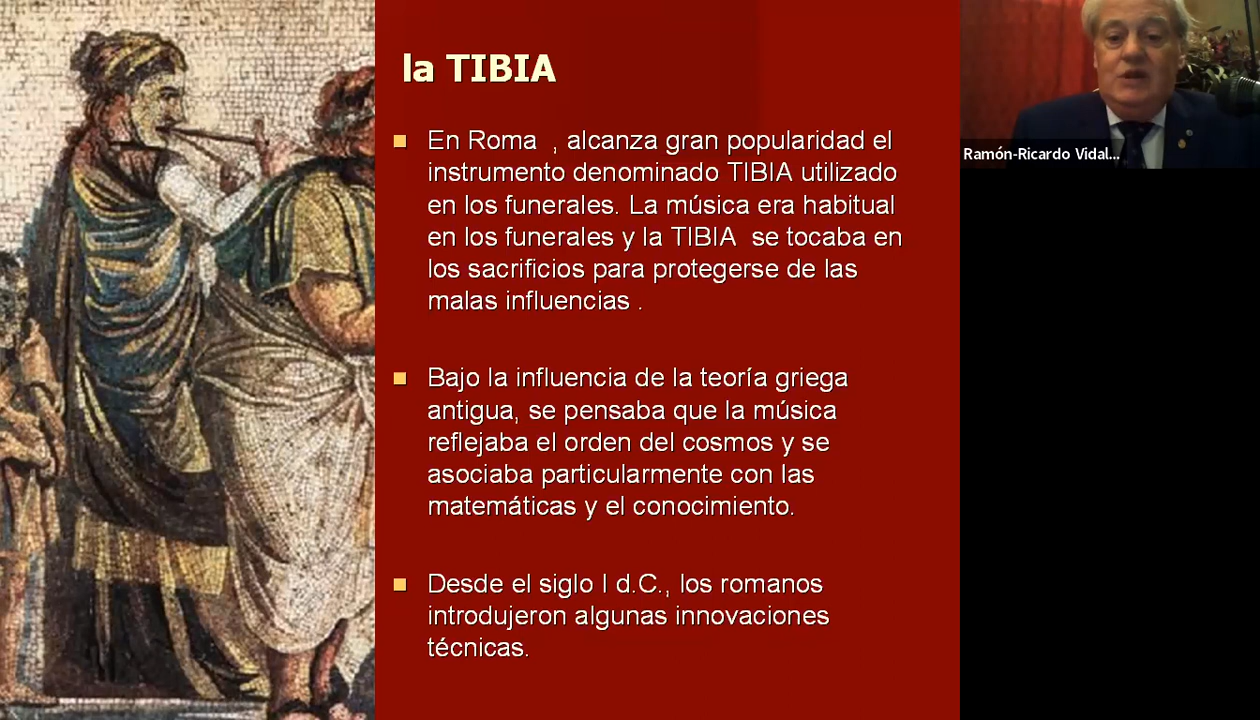 la TIBIA
En Roma , alcanza gran popularidad el
instrumento denominado TIBIA utilizado
en los funerales. La música era habitual
en los funerales y la TIBIA se tocaba en
los sacrificios para protegerse de las
malas influencias .
Bajo la influencia de la teoría griega
antigua, se pensaba que la música
reflejaba el orden del cosmos y se
asociaba particularmente con las
matemáticas y el conocimiento.
Desde el siglo I d.C., los romanos
introdujeron algunas innovaciones
técnicas.
Ramón-Ricardo Vidal...